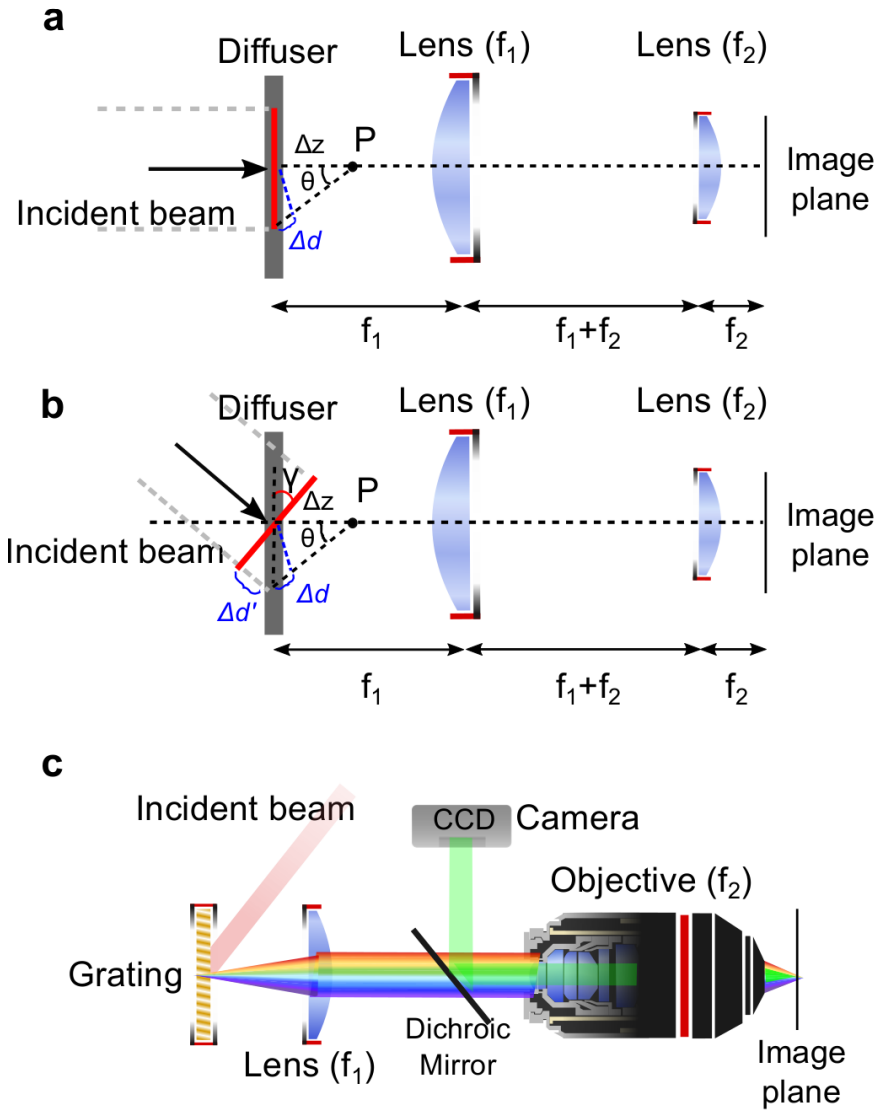 a
Diffuser
Lens (f₁)
Lens (f₂)
Δz
P
θ
Incident beam
Δd
Image
plane
f₁
f₁+f₂
f₂
b
Diffuser
Lens (f₁)
Lens (f₂)
γ
Δz
P
θ
Incident beam
Δd'
Δd
Image
plane
f₁
f₁+f₂
f₂
c
Incident beam
CCD
Camera
Objective (f₂)
Grating
Lens (f₁)
Dichroic
Mirror
Image
plane